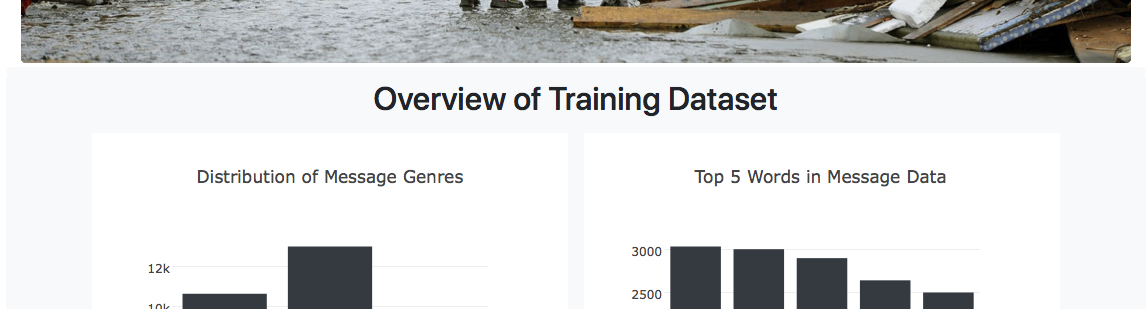 Overview of Training Dataset
Distribution of Message Genres
12k
10k
Top 5 Words in Message Data
3000
2500